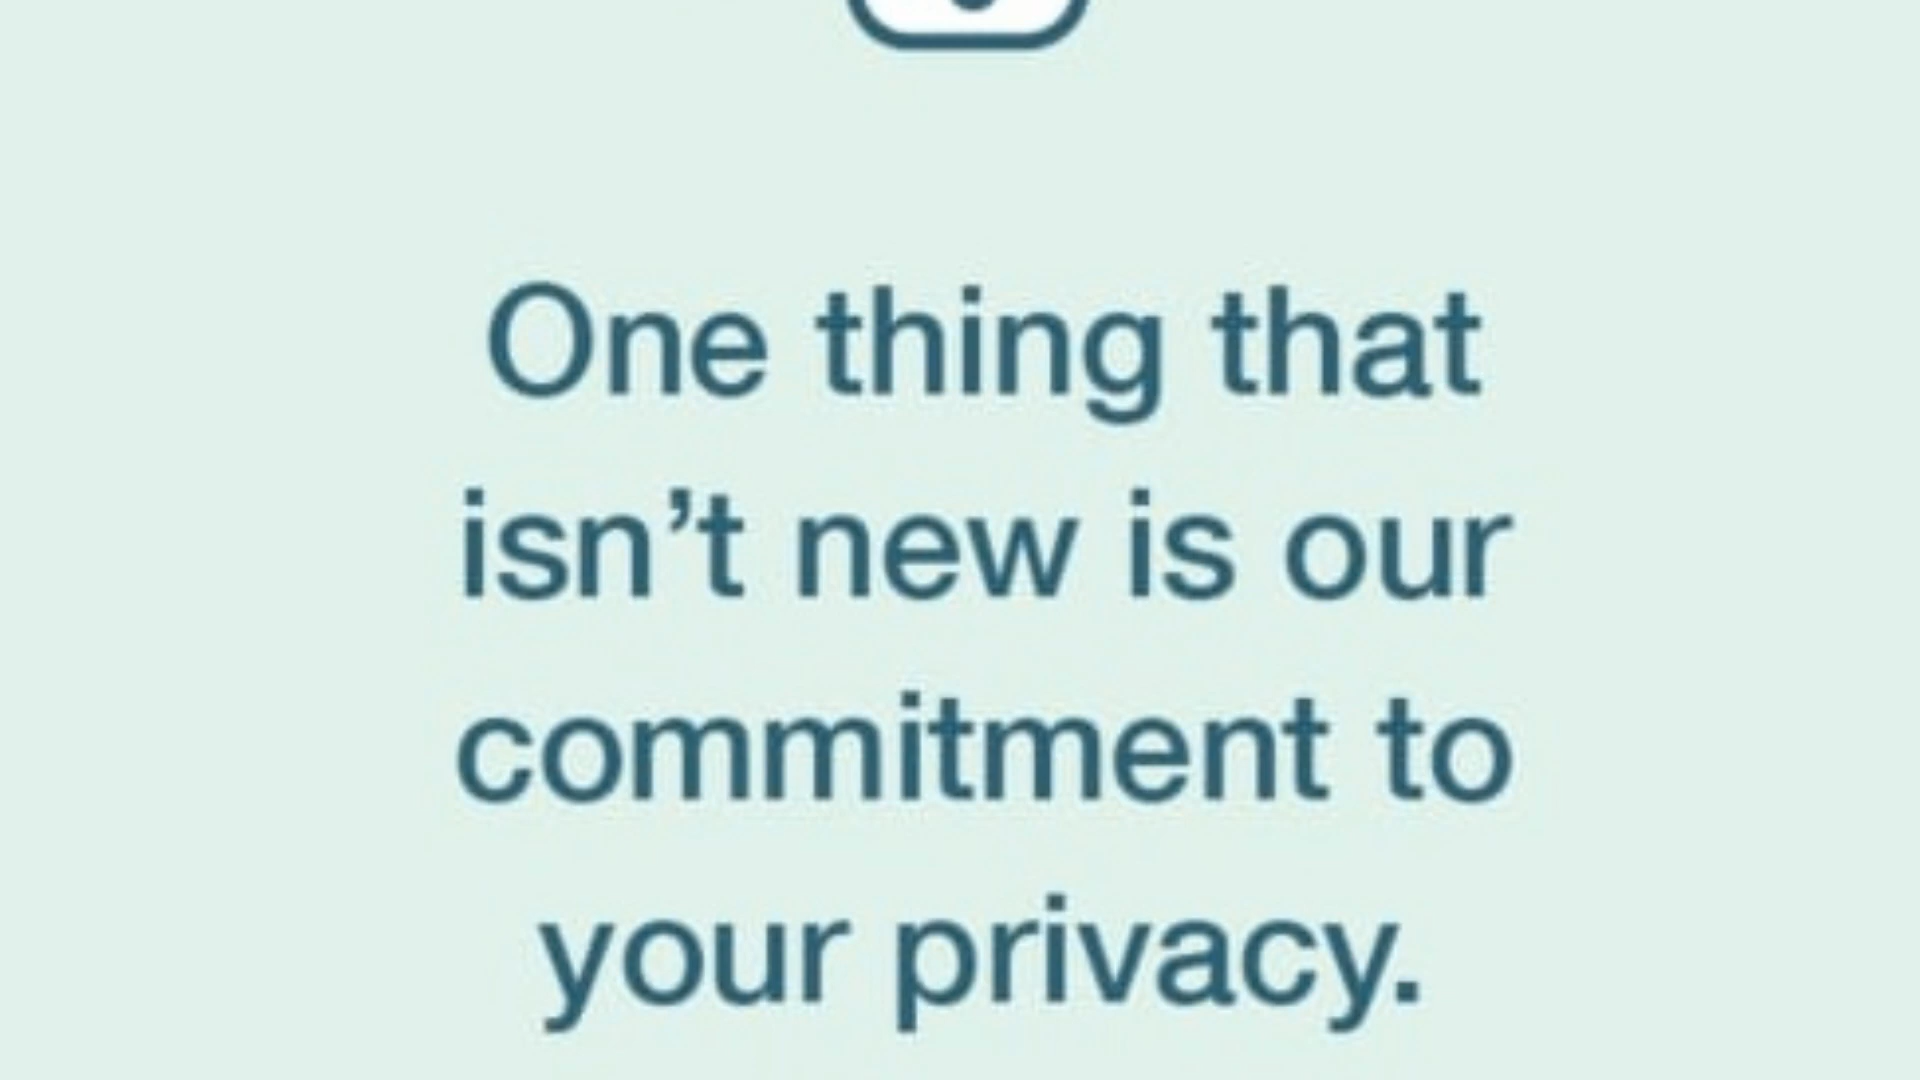 One thing that
isn’t new is our
commitment to
your privacy.